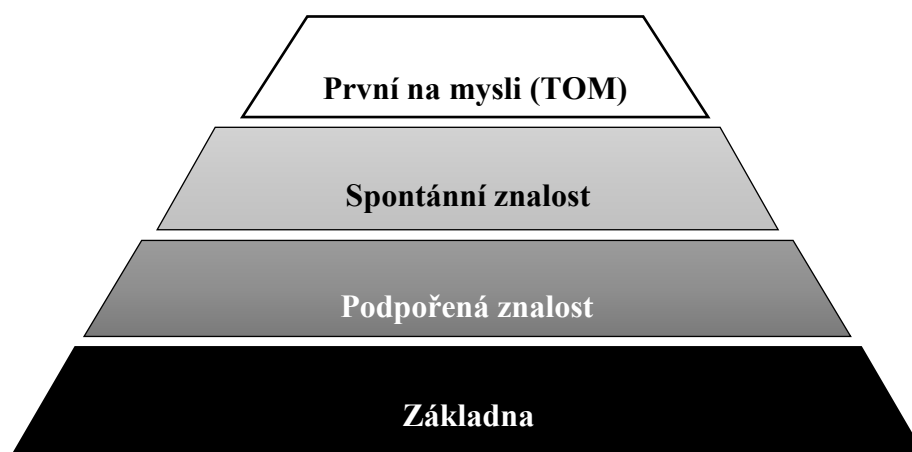 První na mysli (TOM)
Spontánní znalost
Podpořená znalost
Základna